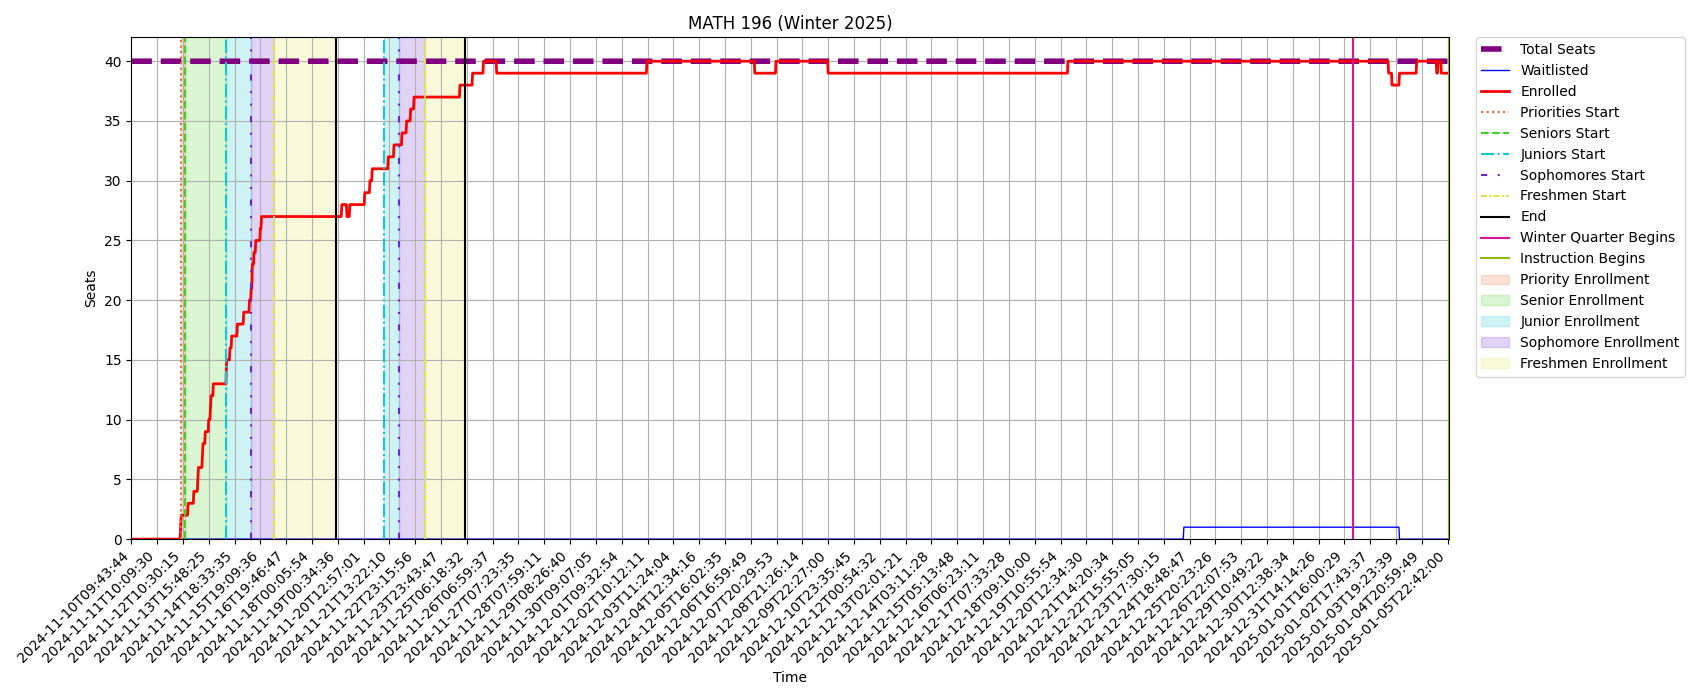 MATH 196 (Winter 2025)
Seats
40
35
30
25
20
15
10
5
0
2024-11-10T09:43:44
2024-11-11T10:09:30
2024-11-12T10:30:15
2024-11-13T15:48:25
2024-11-14T18:33:35
2024-11-15T19:09:36
2024-11-16T19:46:47
2024-11-18T00:05:54
2024-11-19T00:34:36
2024-11-20T12:57:01
2024-11-21T13:22:10
2024-11-22T23:15:56
2024-11-23T23:43:47
2024-11-25T06:18:32
2024-11-26T06:59:37
2024-11-27T07:23:35
2024-11-28T07:59:11
2024-11-29T08:26:40
2024-11-30T09:07:05
2024-12-01T09:32:54
2024-12-02T10:12:11
2024-12-03T11:24:04
2024-12-04T12:34:16
2024-12-05T16:02:35
2024-12-06T16:59:49
2024-12-07T20:29:53
2024-12-08T21:26:14
2024-12-09T22:27:00
2024-12-10T23:35:45
2024-12-12T00:54:32
2024-12-13T02:01:21
2024-12-14T03:11:28
2024-12-15T05:13:48
2024-12-16T06:23:11
2024-12-17T07:33:28
2024-12-18T09:10:00
2024-12-19T10:55:54
2024-12-20T12:34:30
2024-12-21T14:20:34
2024-12-22T15:55:05
2024-12-23T17:30:15
2024-12-24T18:48:47
2024-12-25T20:23:26
2024-12-26T22:07:53
2024-12-29T10:49:22
2024-12-30T12:38:34
2024-12-31T14:14:26
2025-01-01T16:00:29
2025-01-02T17:43:37
2025-01-03T19:23:39
2025-01-04T20:59:49
2025-01-05T22:42:00
Time
Total Seats
Waitlisted
Enrolled
Priorities Start
Seniors Start
Juniors Start
Sophomores Start
Freshmen Start
End
Winter Quarter Begins
Instruction Begins
Priority Enrollment
Senior Enrollment
Junior Enrollment
Sophomore Enrollment
Freshmen Enrollment